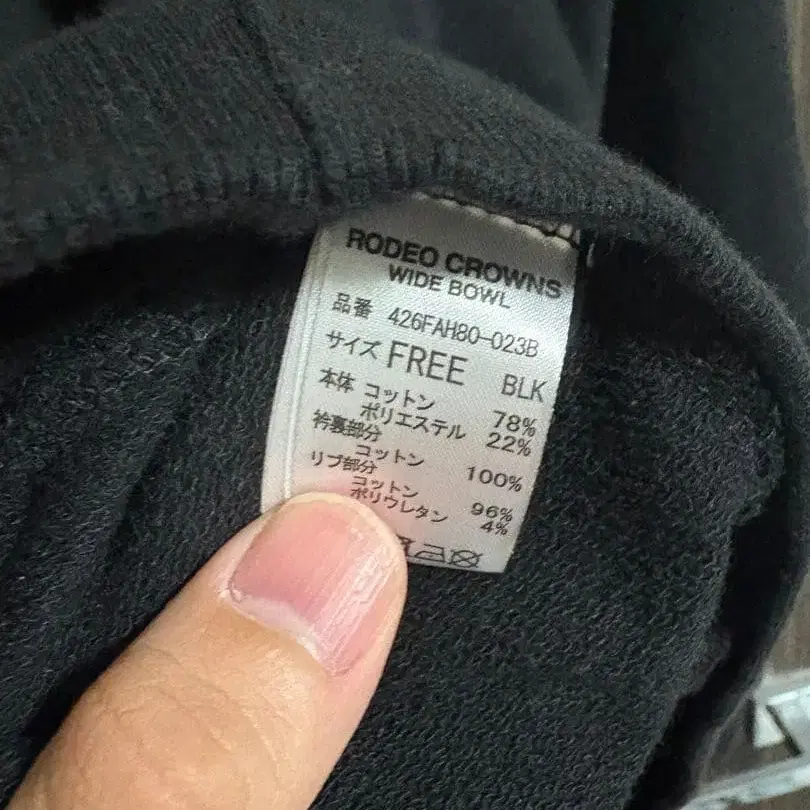 RODEO CROWNS
WIDE BOWL
品番 426FAH80-023B
サイズ FREE BLK
本体 コットン 78%
ポリエステル 22%
衿裏部分
コットン 100%
リブ部分
コットン 96%
ポリウレタン 4%